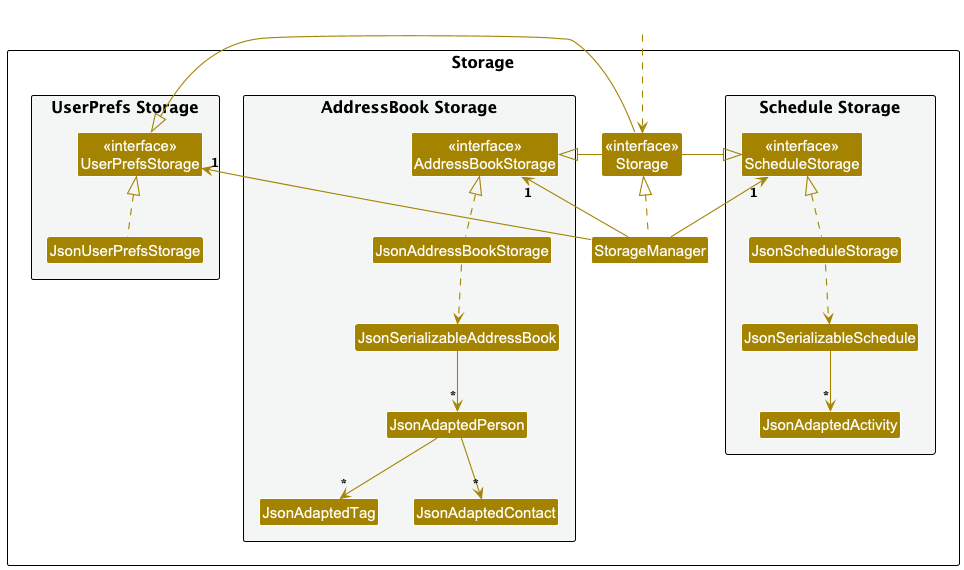 Storage
UserPrefs Storage
AddressBook Storage
Schedule Storage
«interface»
UserPrefsStorage
«interface»
AddressBookStorage
«interface»
Storage
«interface»
ScheduleStorage
1
1
1
JsonUserPrefsStorage
JsonAddressBookStorage
StorageManager
JsonScheduleStorage
JsonSerializableAddressBook
JsonSerializableSchedule
*
*
JsonAdaptedPerson
JsonAdaptedActivity
*
*
JsonAdaptedTag
JsonAdaptedContact